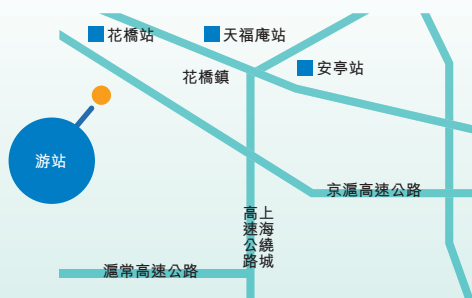 花橋站
天福庵站
花橋鎮
安亭站
游站
京滬高速公路
上海繞城
高速公路
滬常高速公路